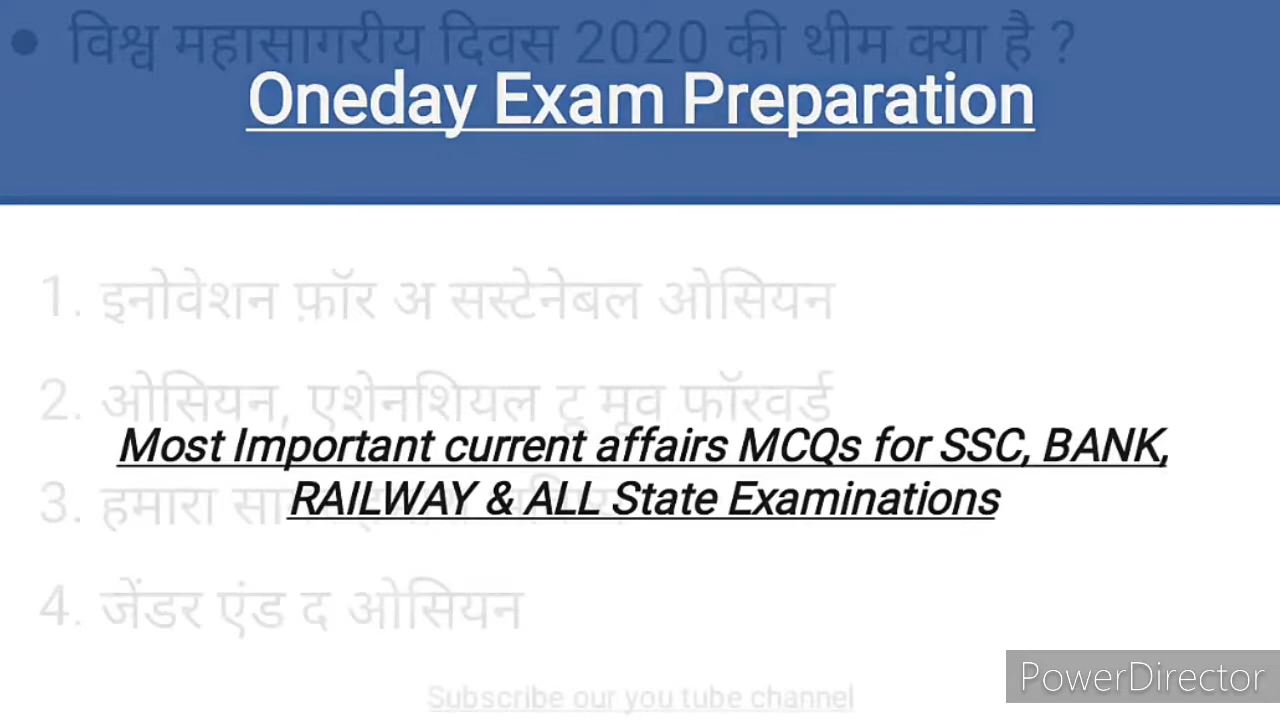 • विश्व महासागरीय दिवस 2020 की थीम क्या है ?
Oneday Exam Preparation
1. इनोवेशन फ़ॉर अ सस्टेनेबल ओसियन
2. ओसियन, एशेनशियल टू मूव फॉरवर्ड
Most Important current affairs MCQs for SSC, BANK,
3. हमारा
RAILWAY & ALL State Examinations
4. जेंडर एंड द ओसियन
Subscribe our you tube channel
PowerDirector